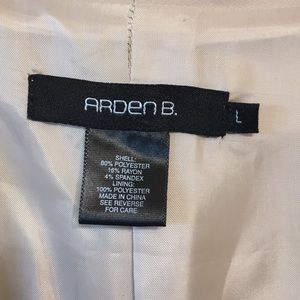 ARDEN B.
L
SHELL:
80% POLYESTER
16% RAYON
4% SPANDEX
LINING:
100% POLYESTER
MADE IN CHINA
SEE REVERSE
FOR CARE